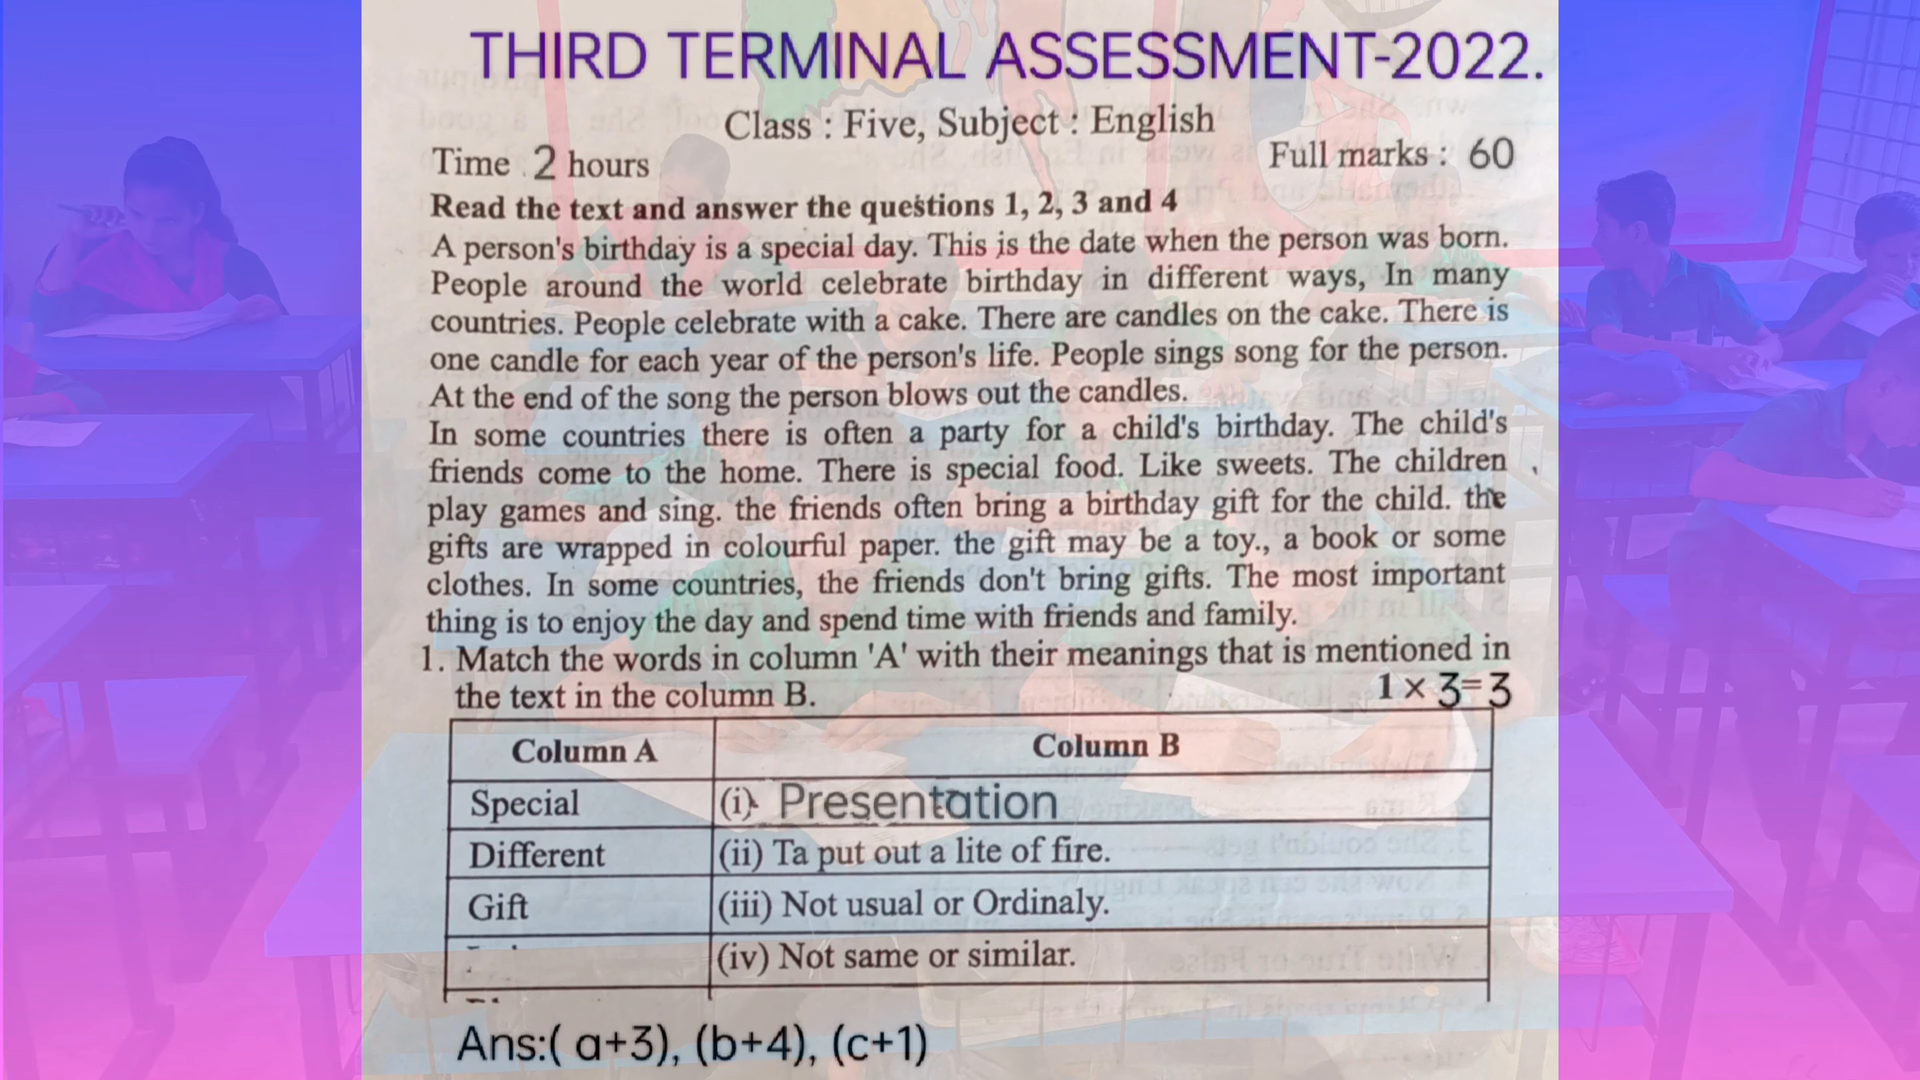 THIRD TERMINAL ASSESSMENT-2022.
Class : Five, Subject : English
Time 2 hours
Full marks : 60
Read the text and answer the questions 1, 2, 3 and 4
A person's birthday is a special day. This is the date when the person was born.
People around the world celebrate birthday in different ways, In many
countries. People celebrate with a cake. There are candles on the cake. There is
one candle for each year of the person's life. People sings song for the person.
At the end of the song the person blows out the candles.
In some countries there is often a party for a child's birthday. The child's
friends come to the home. There is special food. Like sweets. The children
play games and sing. the friends often bring a birthday gift for the child. the
gifts are wrapped in colourful paper. the gift may be a toy., a book or some
clothes. In some countries, the friends don't bring gifts. The most important
thing is to enjoy the day and spend time with friends and family.
1. Match the words in column 'A' with their meanings that is mentioned in
the text in the column B.
1 × 3=3
Column A Column B
Special (i) Presentation
Different (ii) Ta put out a lite of fire.
Gift (iii) Not usual or Ordinaly.
(iv) Not same or similar.
Ans:( a+3), (b+4), (c+1)